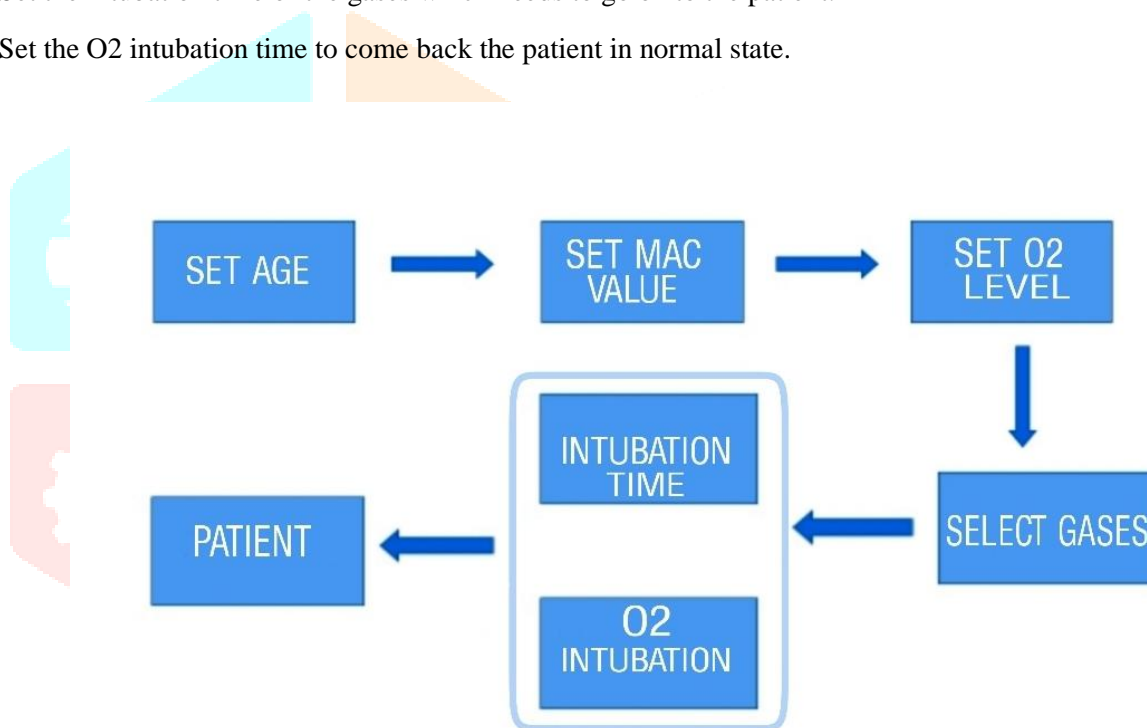 Set the O2 intubation time to come back the patient in normal state.
SET AGE
SET MAC
VALUE
SET O2
LEVEL
SELECT GASES
INTUBATION
TIME
O2
INTUBATION
PATIENT